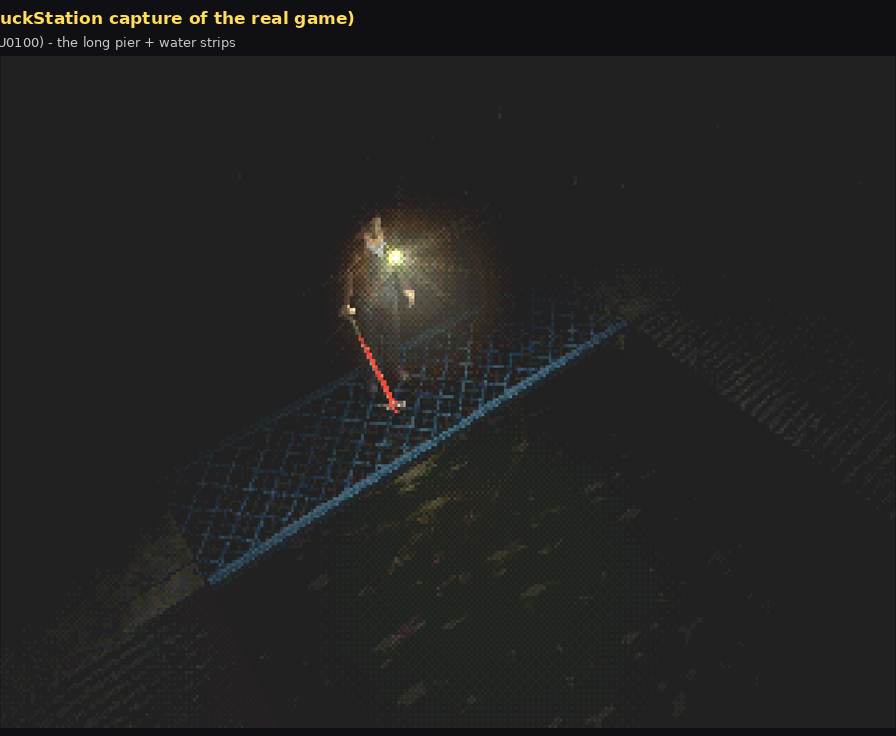 uckStation capture of the real game)
U0100) - the long pier + water strips